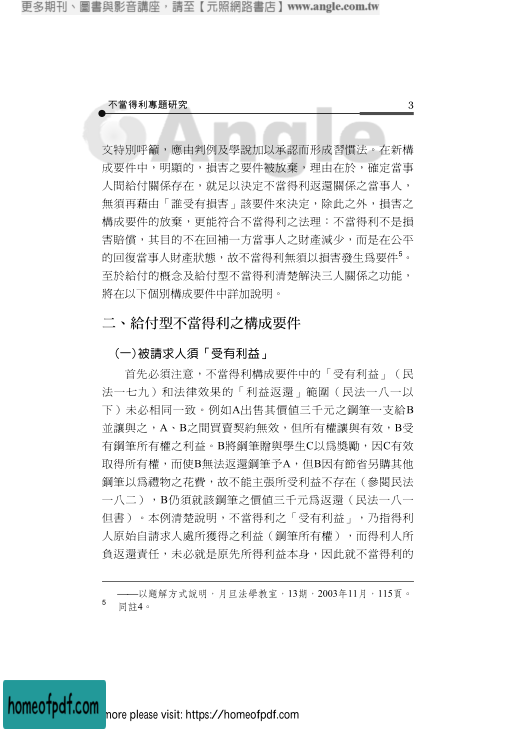 更多期刊、圖書與影音講座，請至【元照網路書店】www.angle.com.tw
不當得利專題研究 3
Angle
文特別呼籲，應由判例及學說加以承認而形成習慣法。在新構
成要件中，明顯的，損害之要件被放棄，理由在於，確定當事
人間給付關係存在，就足以決定不當得利返還關係之當事人，
無須再藉由「誰受有損害」該要件來決定，除此之外，損害之
構成要件的放棄，更能符合不當得利之法理：不當得利不是損
害賠償，其目的不在回補一方當事人之財產減少，而是在公平
的回復當事人財產狀態，故不當得利無須以損害發生爲要件5。
至於給付的概念及給付型不當得利清楚解決三人關係之功能，
將在以下個別構成要件中詳加說明。
二、給付型不當得利之構成要件
(一)被請求人須「受有利益」
首先必須注意，不當得利構成要件中的「受有利益」（民
法一七九）和法律效果的「利益返還」範圍（民法一八一以
下）未必相同一致。例如A出售其價値三千元之鋼筆一支給B
並讓與之，A、B之間買賣契約無效，但所有權讓與有效，B受
有鋼筆所有權之利益。B將鋼筆贈與學生C以爲獎勵，因C有效
取得所有權，而使B無法返還鋼筆予A，但B因有節省另購其他
鋼筆以爲禮物之花費，故不能主張所受利益不存在（參閱民法
一八二），B仍須就該鋼筆之價値三千元爲返還（民法一八一
但書）。本例清楚說明，不當得利之「受有利益」，乃指得利
人原始自請求人處所獲得之利益（鋼筆所有權），而得利人所
負返還責任，未必就是原先所得利益本身，因此就不當得利的
——以題解方式說明，月旦法學教室，13期，2003年11月，115頁。
5 同註4。
homeofpdf.com
more please visit: https://homeofpdf.com